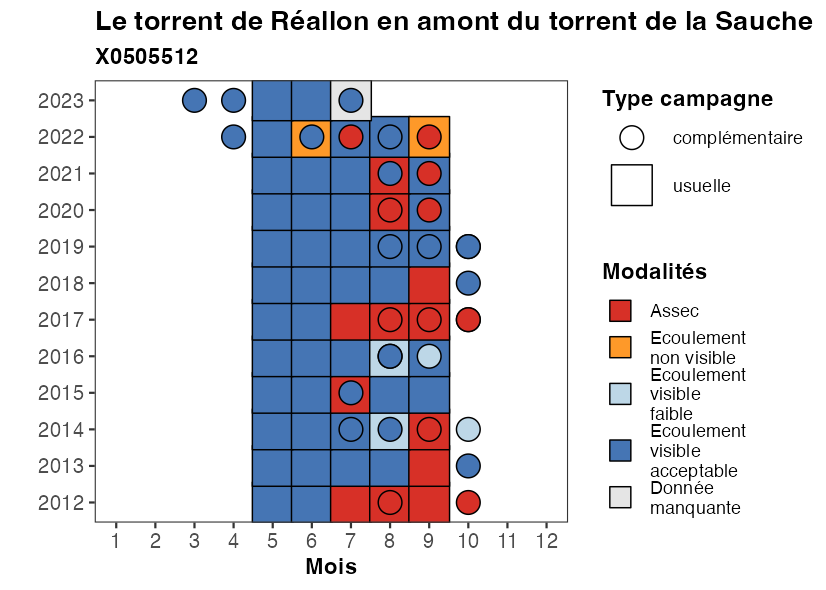 Le torrent de Réallon en amont du torrent de la Sauche
X0505512
2023
2022
2021
2020
2019
2018
2017
2016
2015
2014
2013
2012
1 2 3 4 5 6 7 8 9 10 11 12
Mois
Type campagne
complémentaire
usuelle
Modalités
Assec
Ecoulement
non visible
Ecoulement
visible
faible
Ecoulement
visible
acceptable
Donnée
manquante